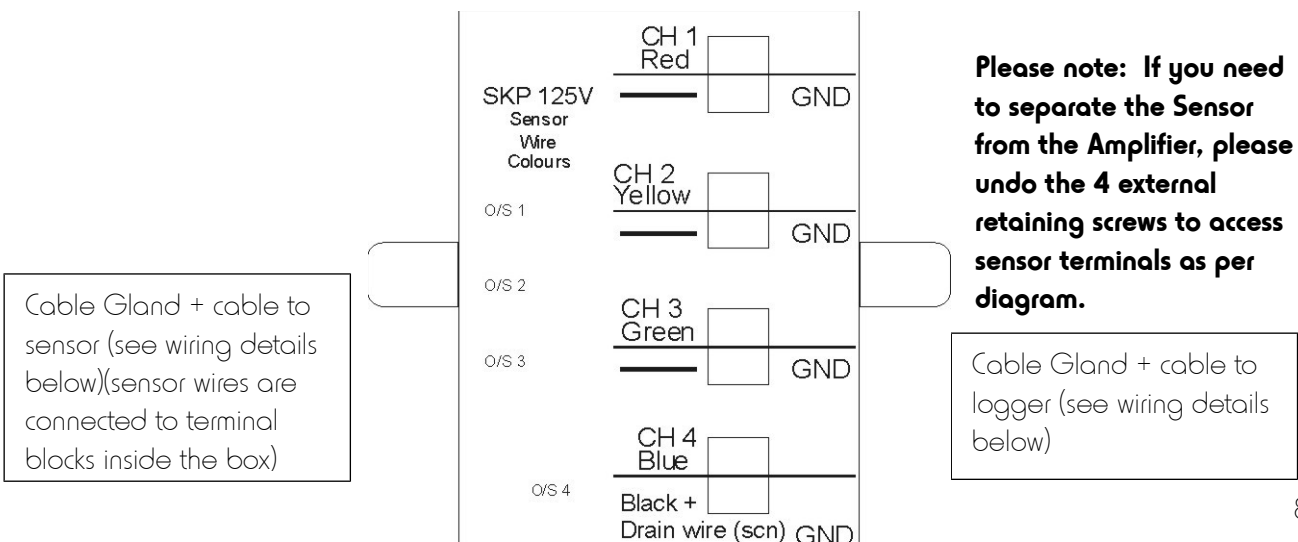 CH 1
Red
SKP 125V
GND
Sensor
Wire
Colours
CH 2
Yellow
O/S 1
GND
O/S 2
CH 3
Green
O/S 3
GND
CH 4
Blue
O/S 4
Black +
Drain wire (scn) GND
Cable Gland + cable to
sensor (see wiring details
below)(sensor wires are
connected to terminal
blocks inside the box)
Please note: If you need
to separate the Sensor
from the Amplifier, please
undo the 4 external
retaining screws to access
sensor terminals as per
diagram.
Cable Gland + cable to
logger (see wiring details
below)